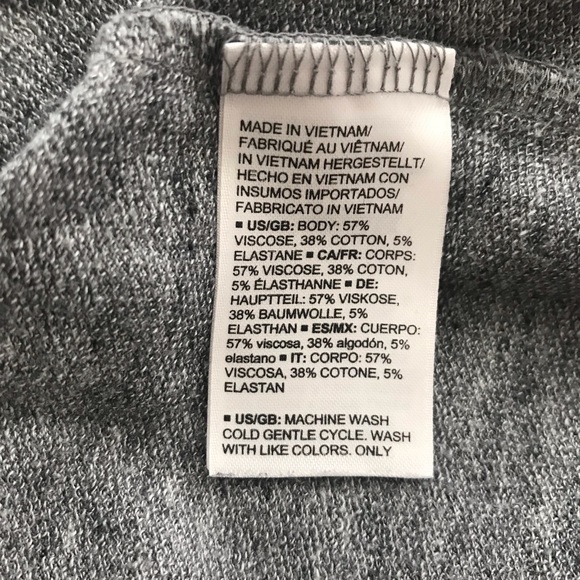 MADE IN VIETNAM/
FABRIQUÉ AU VIÊTNAM/
IN VIETNAM HERGESTELLT/
HECHO EN VIETNAM CON
INSUMOS IMPORTADOS/
FABBRICATO IN VIETNAM
▪ US/GB: BODY: 57%
VISCOSE, 38% COTTON, 5%
ELASTANE ▪ CA/FR: CORPS:
57% VISCOSE, 38% COTON,
5% ÉLASTHANNE ▪ DE:
HAUPTTEIL: 57% VISKOSE,
38% BAUMWOLLE, 5%
ELASTHAN ▪ ES/MX: CUERPO:
57% viscosa, 38% algodón, 5%
elastano ▪ IT: CORPO: 57%
VISCOSA, 38% COTONE, 5%
ELASTAN
▪ US/GB: MACHINE WASH
COLD GENTLE CYCLE. WASH
WITH LIKE COLORS. ONLY